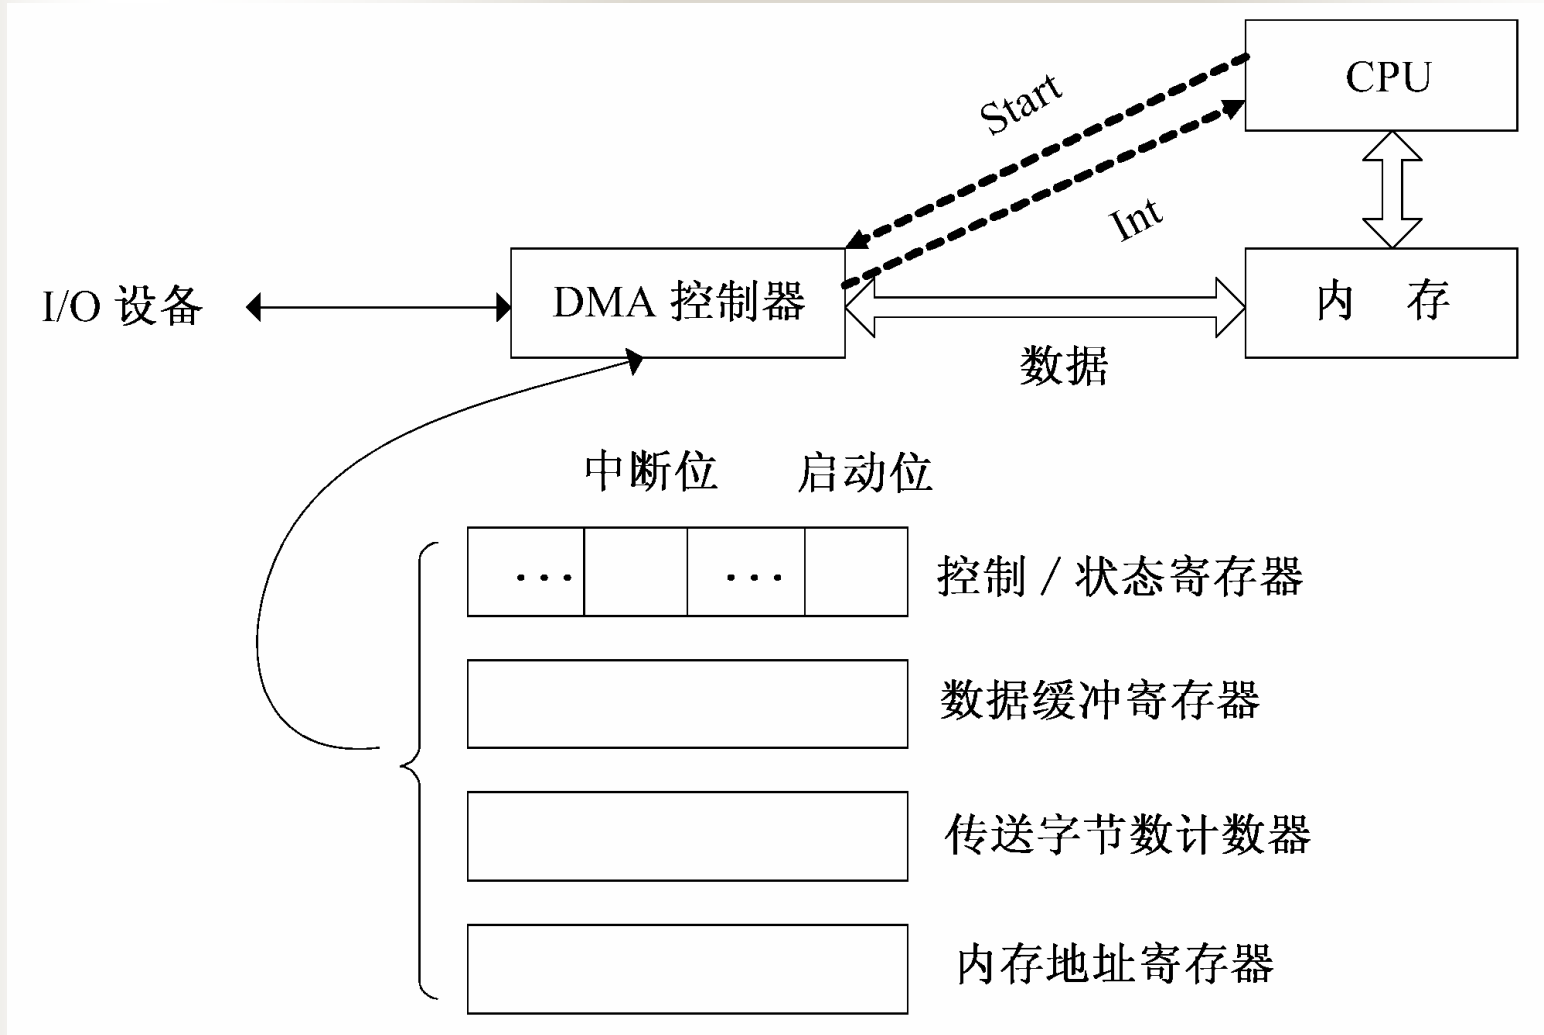 CPU
Start
Int
I/O 设备
DMA 控制器
内 存
数据
中断位 启动位
… … 控制 / 状态寄存器
数据缓冲寄存器
传送字节数计数器
内存地址寄存器